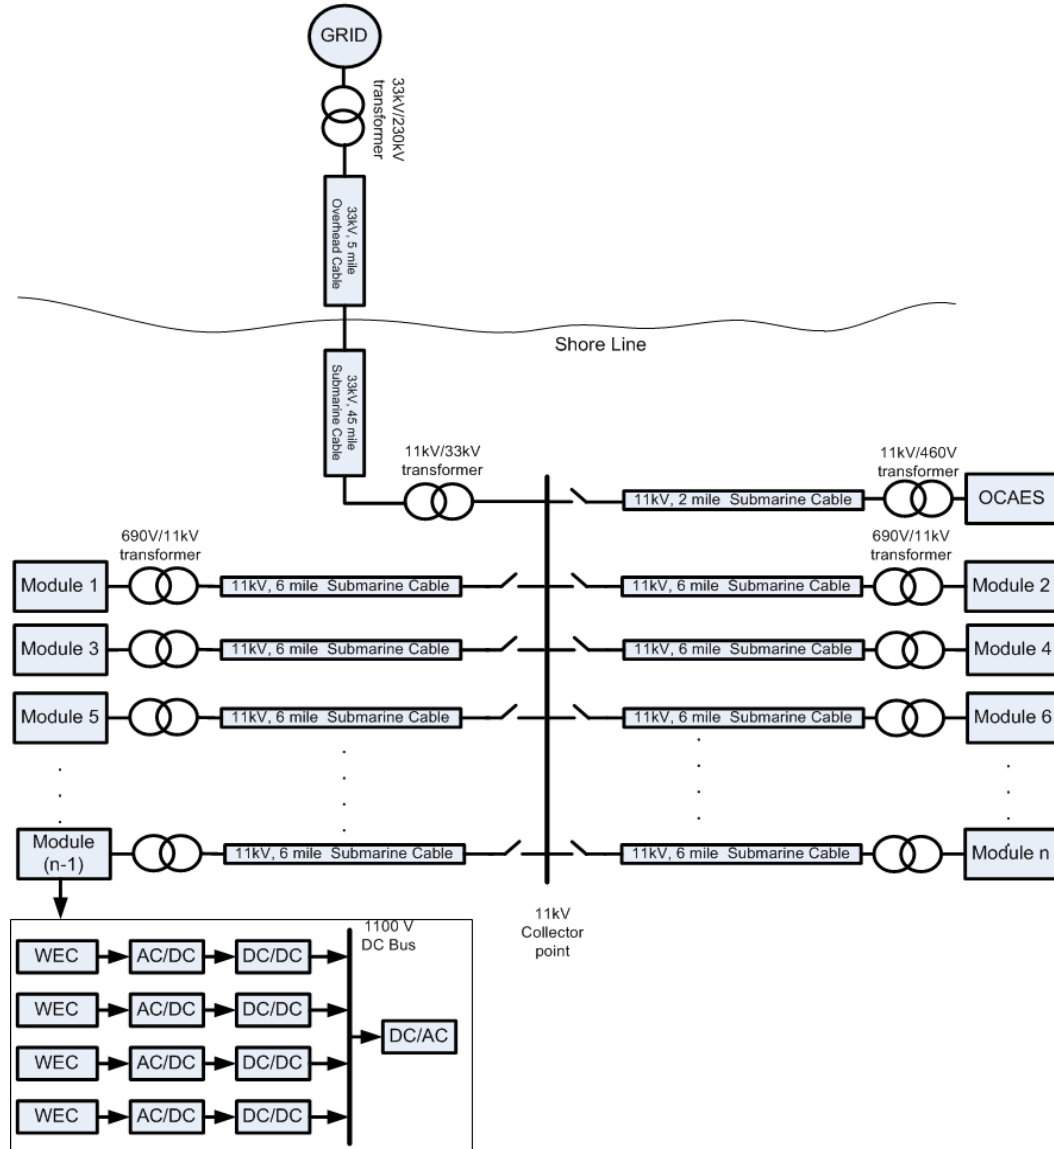 GRID
33kV/230kV
transformer
33kV, 5 mile
Overhead Cable
Shore Line
33kV, 45 mile
Submarine Cable
11kV/33kV
transformer
11kV/460V
transformer
11kV, 2 mile  Submarine Cable
OCAES
690V/11kV
transformer
690V/11kV
transformer
Module 1
11kV, 6 mile  Submarine Cable
11kV, 6 mile  Submarine Cable
Module 2
Module 3
11kV, 6 mile  Submarine Cable
11kV, 6 mile  Submarine Cable
Module 4
Module 5
11kV, 6 mile  Submarine Cable
11kV, 6 mile  Submarine Cable
Module 6
Module
(n-1)
11kV, 6 mile  Submarine Cable
11kV, 6 mile  Submarine Cable
Module n
11kV
Collector
point
1100 V
DC Bus
WEC
AC/DC
DC/DC
WEC
AC/DC
DC/DC
DC/AC
WEC
AC/DC
DC/DC
WEC
AC/DC
DC/DC